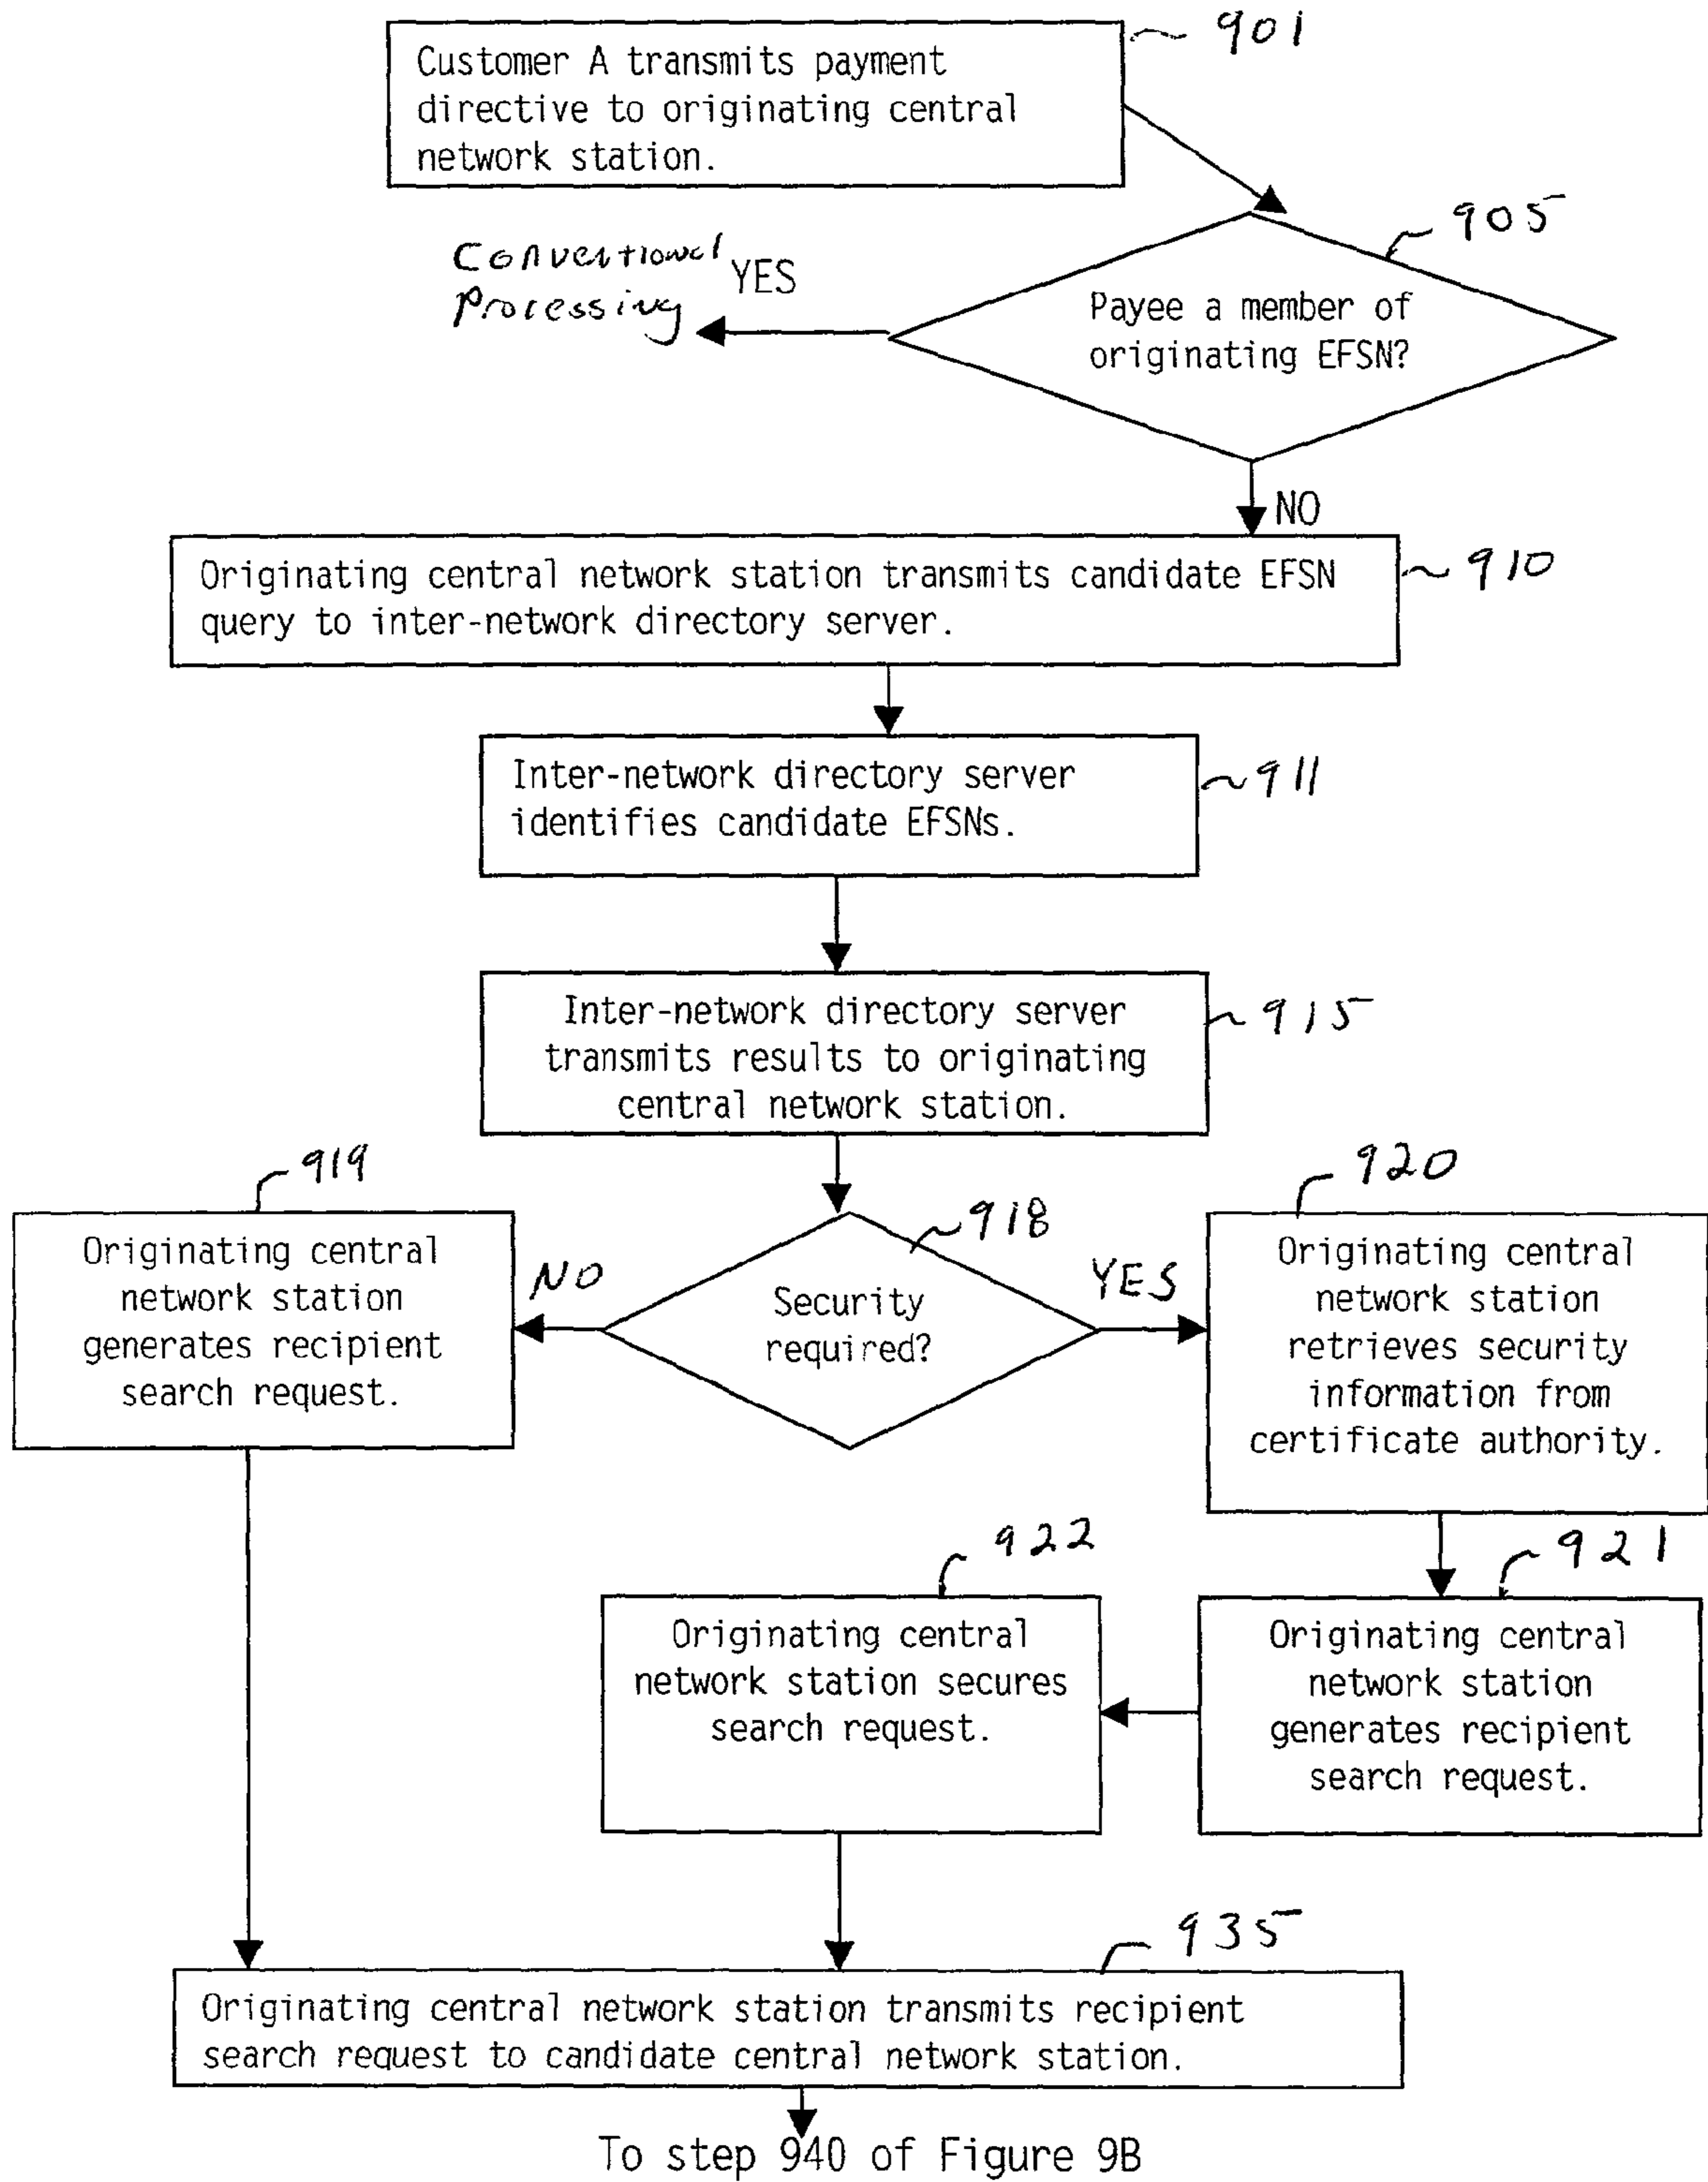 901
Customer A transmits payment
directive to originating central
network station.
905
Conventional
Processing
YES
Payee a member of
originating EFSN?
NO
Originating central network station transmits candidate EFSN
query to inter-network directory server.
910
Inter-network directory server
identifies candidate EFSNs.
911
Inter-network directory server
transmits results to originating
central network station.
915
919
Originating central
network station
generates recipient
search request.
NO
918
Security
required?
YES
920
Originating central
network station
retrieves security
information from
certificate authority.
922
Originating central
network station secures
search request.
921
Originating central
network station
generates recipient
search request.
935
Originating central network station transmits recipient
search request to candidate central network station.
To step 940 of Figure 9B